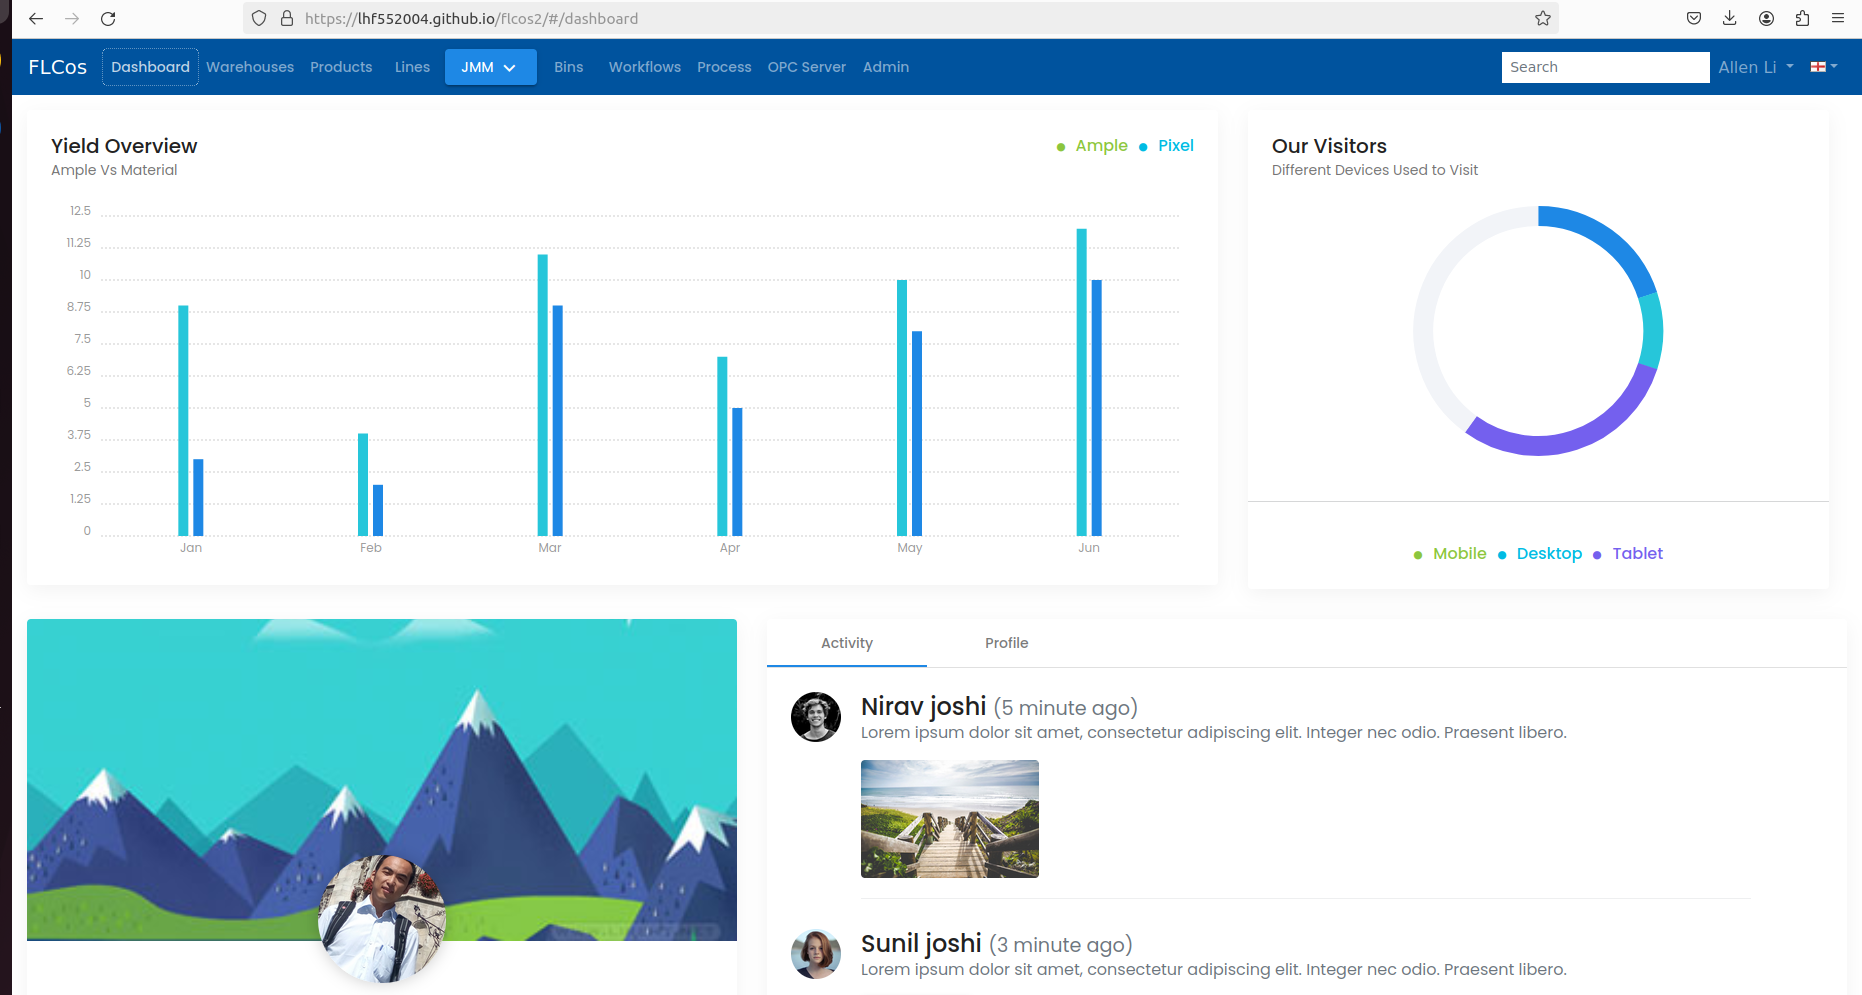 https://lhf552004.github.io/flcos2/#/dashboard
FLCos Dashboard Warehouses Products Lines JMM Bins Workflows Process OPC Server Admin Search Allen Li
Yield Overview
Ample Vs Material
Ample Pixel
12.5
11.25
10
8.75
7.5
6.25
5
3.75
2.5
1.25
0
Jan Feb Mar Apr May Jun
Our Visitors
Different Devices Used to Visit
Mobile Desktop Tablet
Activity Profile
Nirav joshi (5 minute ago)
Lorem ipsum dolor sit amet, consectetur adipiscing elit. Integer nec odio. Praesent libero.
Sunil joshi (3 minute ago)
Lorem ipsum dolor sit amet, consectetur adipiscing elit. Integer nec odio. Praesent libero.